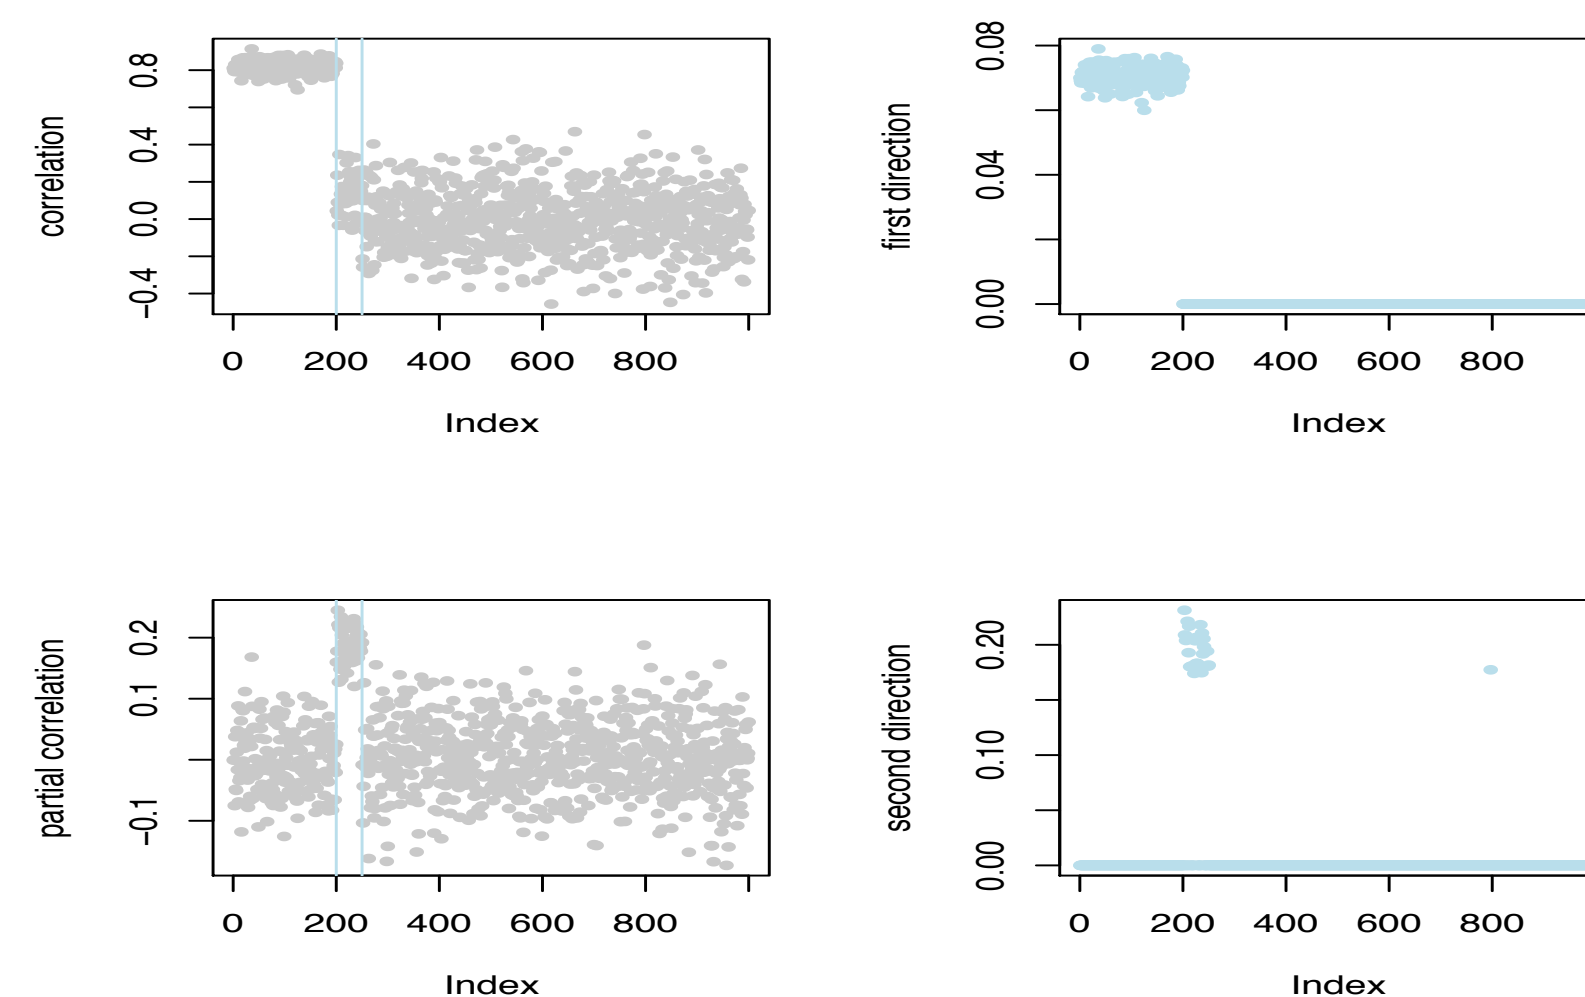 correlation
0.8
0.4
0.0
−0.4
0 200 400 600 800
Index
first direction
0.08
0.04
0.00
0 200 400 600 800
Index
partial correlation
0.2
0.1
−0.1
0 200 400 600 800
Index
second direction
0.20
0.10
0.00
0 200 400 600 800
Index